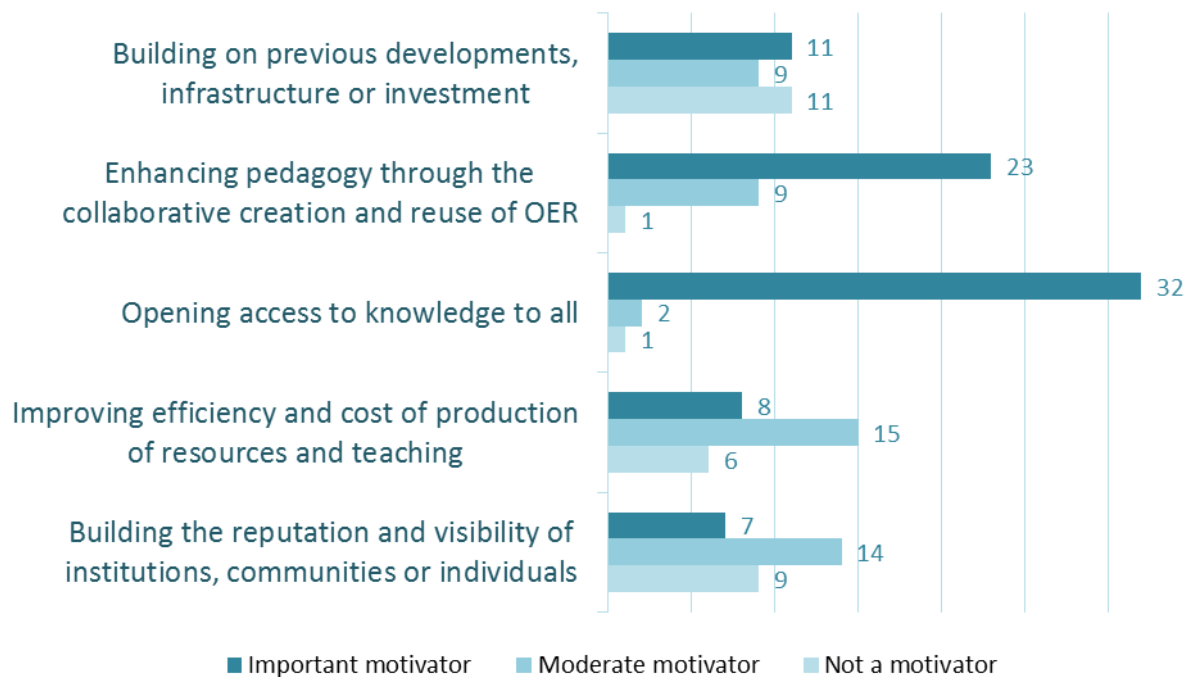 Building on previous developments,
infrastructure or investment
11
9
11
Enhancing pedagogy through the
collaborative creation and reuse of OER
23
9
1
Opening access to knowledge to all
32
2
1
Improving efficiency and cost of production
of resources and teaching
8
15
6
Building the reputation and visibility of
institutions, communities or individuals
7
14
9
Important motivator Moderate motivator Not a motivator